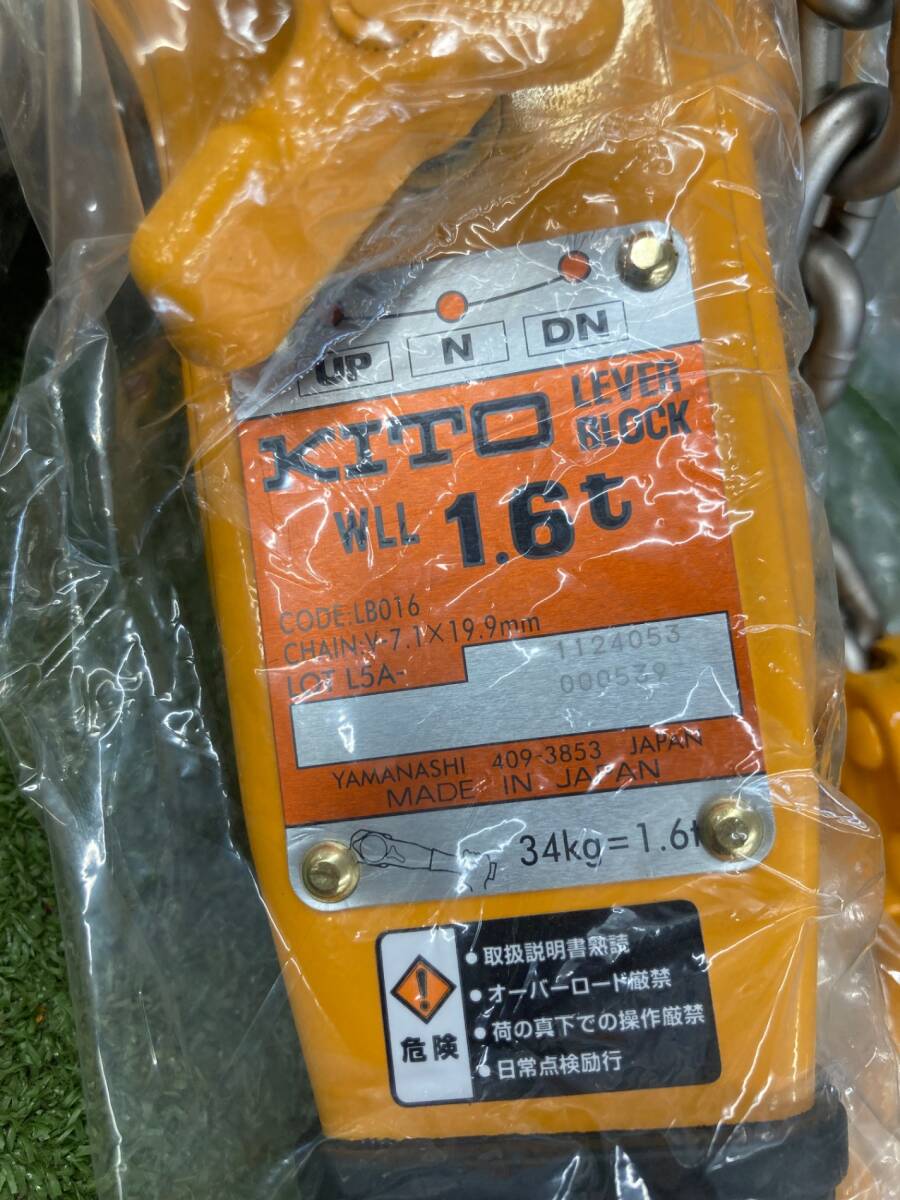 UP N DN
KITO LEVER BLOCK
WLL 1.6t
CODE:LB016
CHAIN:V-7.1×19.9mm
LOT L5A- 1124053
000539
YAMANASHI 409-3853 JAPAN
MADE IN JAPAN
34kg=1.6t
危険
●取扱説明書熟読
●オーバーロード厳禁
●荷の真下での操作厳禁
●日常点検励行